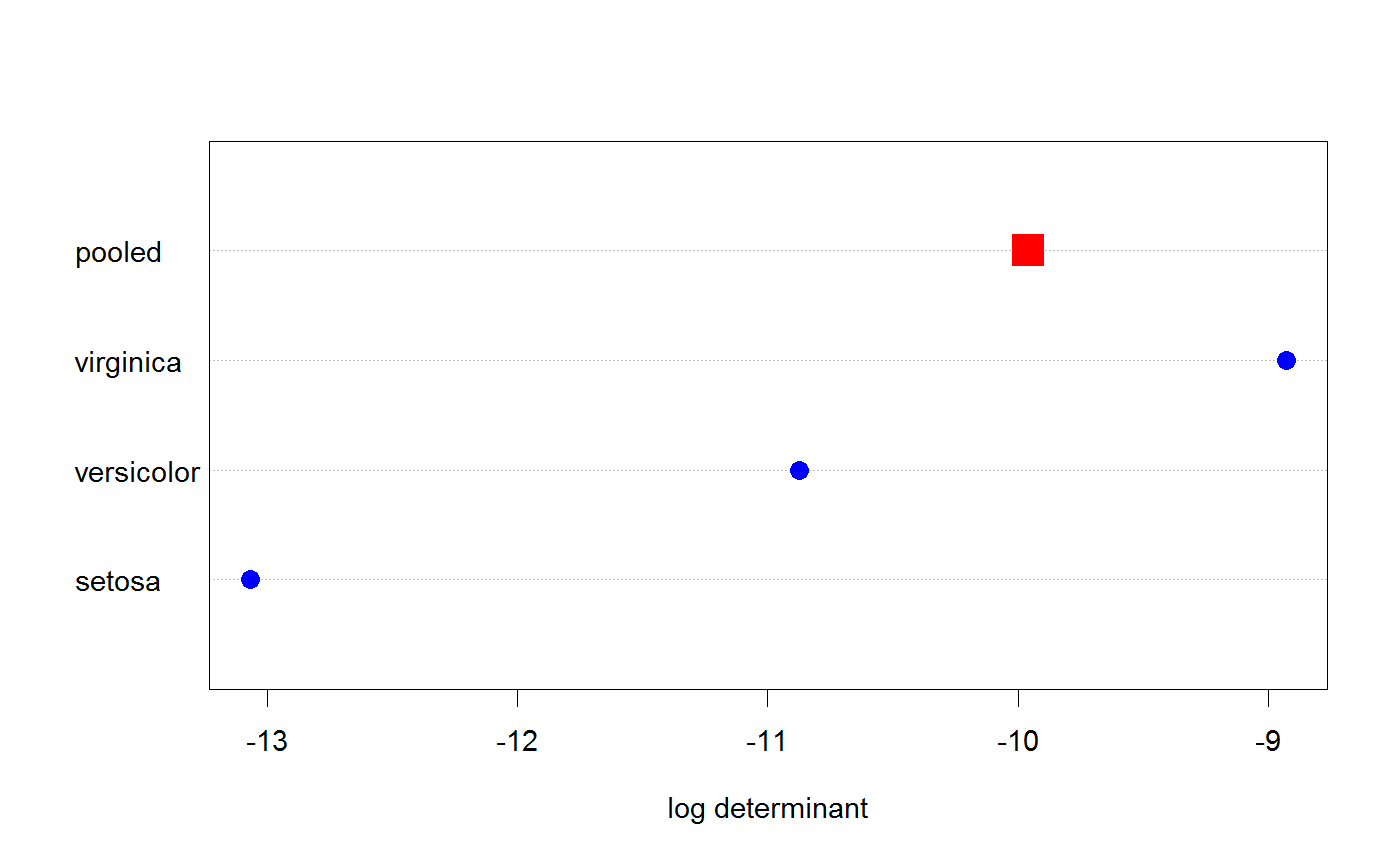 pooled
virginica
versicolor
setosa
-13 -12 -11 -10 -9
log determinant